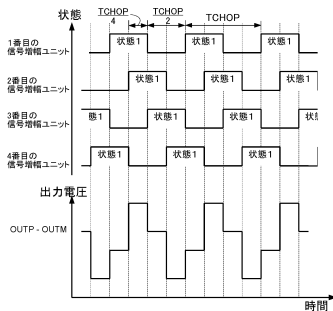 状態
TCHOP
4
TCHOP
2
TCHOP
1番目の
信号増幅ユニット
状態1
状態1
状態1
2番目の
信号増幅ユニット
状態1
状態1
状態1
3番目の
信号増幅ユニット
態1
状態1
状態1
状
4番目の
信号増幅ユニット
状態1
状態1
状態1
出力電圧
OUTP - OUTM
時間